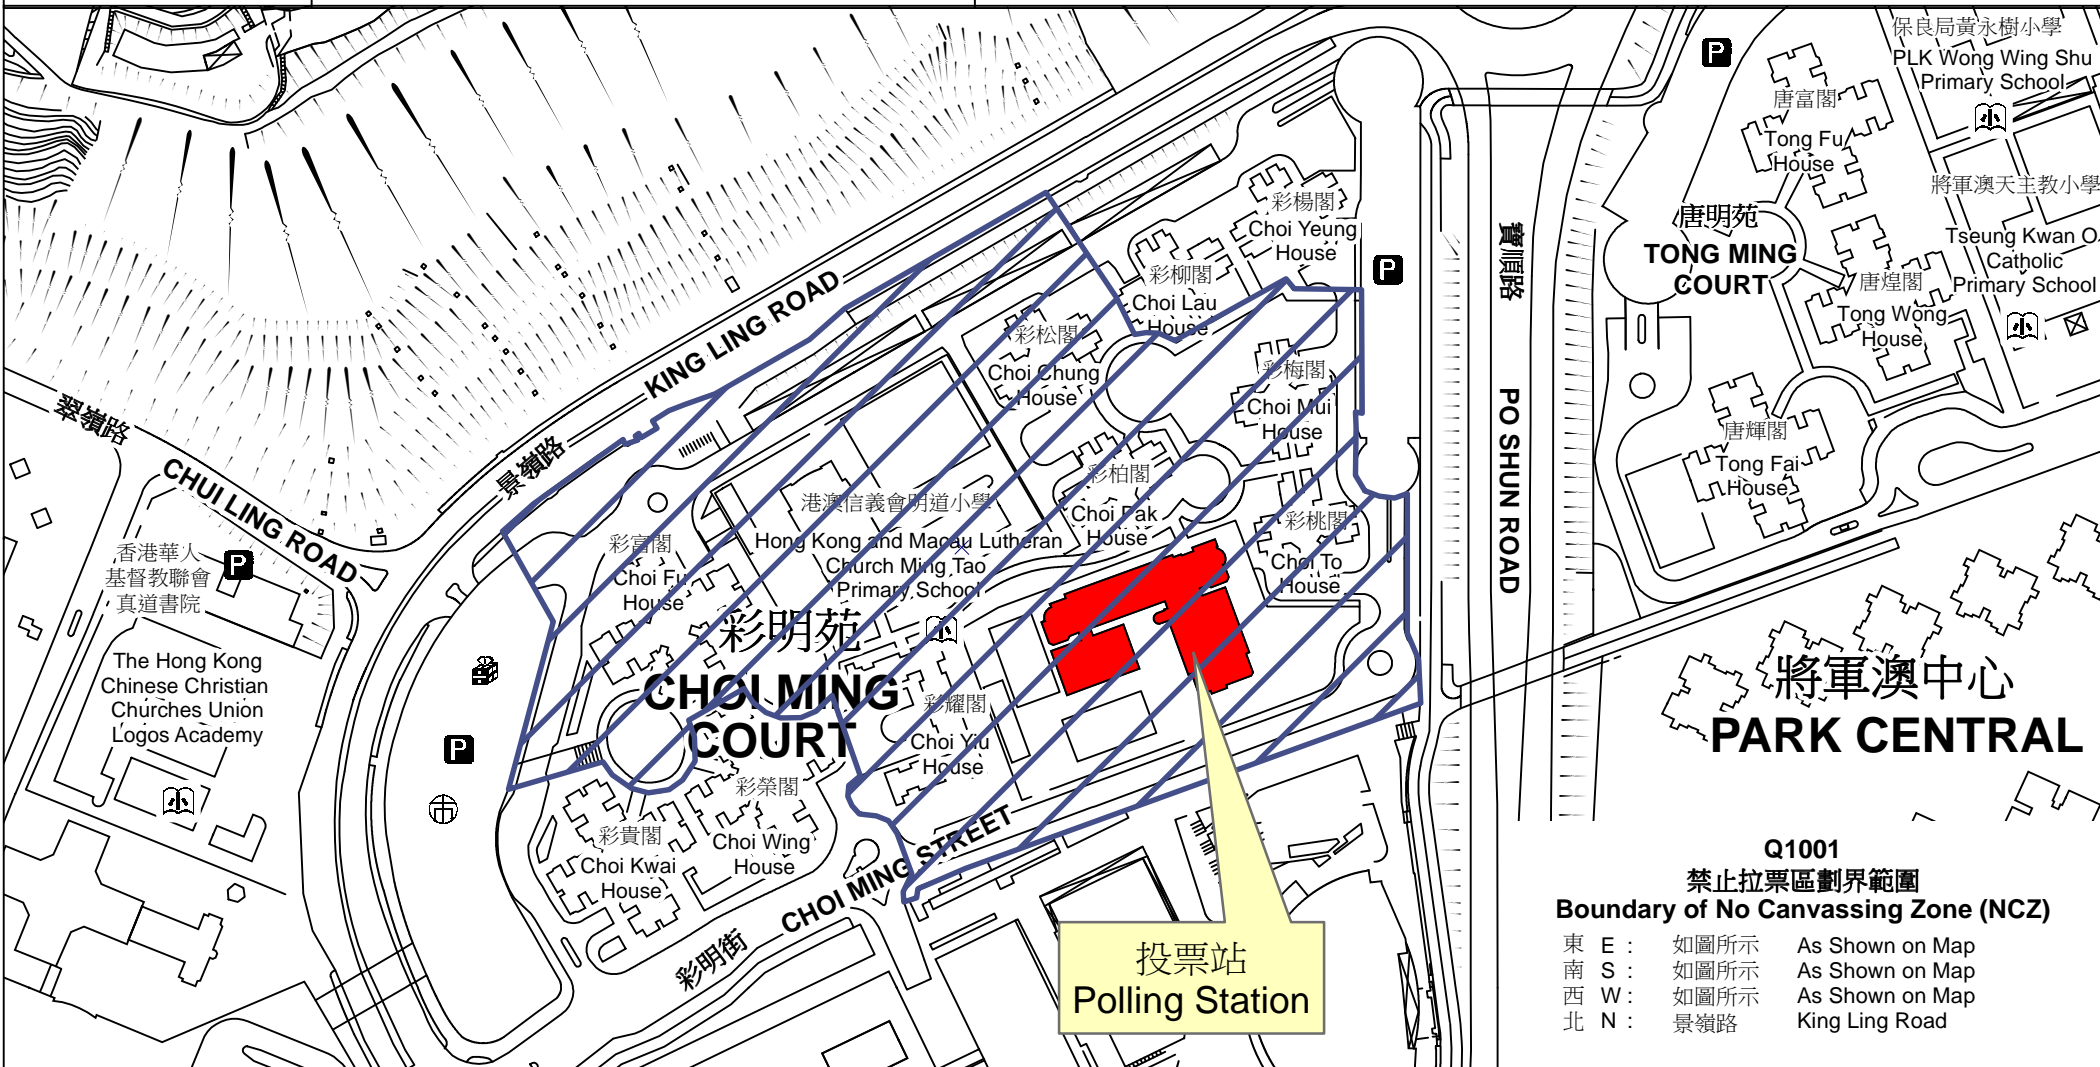 保良局黃永樹小學
PLK Wong Wing Shu
Primary School
P
唐富閣
Tong Fu
House
將軍澳天主教小學
Tseung Kwan O
Catholic
Primary School
唐明苑
TONG MING
COURT
唐煌閣
Tong Wong
House
唐輝閣
Tong Fai
House
寶順路
PO SHUN ROAD
彩楊閣
Choi Yeung
House
P
彩柳閣
Choi Lau
House
彩松閣
Choi Chung
House
彩梅閣
Choi Mui
House
彩柏閣
Choi Pak
House
彩桃閣
Choi To
House
KING LING ROAD
景嶺路
翠嶺路
CHUI LING ROAD
港澳信義會明道小學
Hong Kong and Macau Lutheran
Church Ming Tao
Primary School
彩富閣
Choi Fu
House
彩明苑
CHOI MING
COURT
彩耀閣
Choi Yiu
House
彩榮閣
Choi Wing
House
彩貴閣
Choi Kwai
House
香港華人
基督教聯會
真道書院
P
The Hong Kong
Chinese Christian
Churches Union
Logos Academy
P
市
小
小
小
小
彩明街
CHOI MING STREET
投票站
Polling Station
將軍澳中心
PARK CENTRAL
Q1001
禁止拉票區劃界範圍
Boundary of No Canvassing Zone (NCZ)
東 E : 如圖所示 As Shown on Map
南 S : 如圖所示 As Shown on Map
西 W : 如圖所示 As Shown on Map
北 N : 景嶺路 King Ling Road